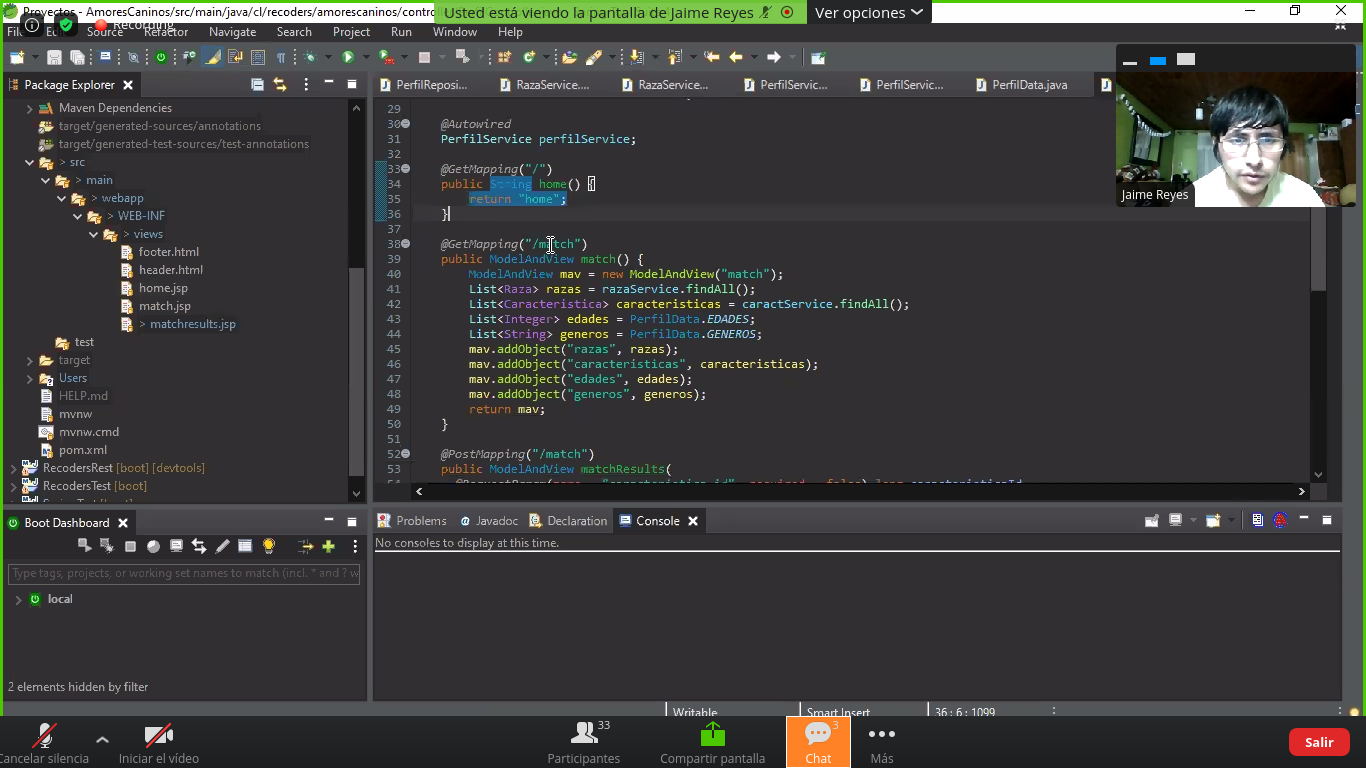 Proyectos - AmoresCaninos/src/main/java/cl/recoders/amorescaninos/contro
Usted está viendo la pantalla de Jaime Reyes
Ver opciones
Recording
Source Refactor Navigate Search Project Run Window Help
Package Explorer
PerfilReposi... RazaService.... RazaService... PerfilServic... PerfilServic... PerfilData.java
Maven Dependencies
target/generated-sources/annotations
target/generated-test-sources/test-annotations
> src
> main
> webapp
> WEB-INF
> views
footer.html
header.html
home.jsp
match.jsp
> matchresults.jsp
test
target
Users
HELP.md
mvnw
mvnw.cmd
pom.xml
RecodersRest [boot] [devtools]
RecodersTest [boot]
29
30 @Autowired
31 PerfilService perfilService;
32
33 @GetMapping("/")
34 public String home() {
35 return "home";
36 }
37
38 @GetMapping("/match")
39 public ModelAndView match() {
40 ModelAndView mav = new ModelAndView("match");
41 List<Raza> razas = razaService.findAll();
42 List<Caracteristica> caracteristicas = caractService.findAll();
43 List<Integer> edades = PerfilData.EDADES;
44 List<String> generos = PerfilData.GENEROS;
45 mav.addObject("razas", razas);
46 mav.addObject("caracteristicas", caracteristicas);
47 mav.addObject("edades", edades);
48 mav.addObject("generos", generos);
49 return mav;
50 }
51
52 @PostMapping("/match")
53 public ModelAndView matchResults(
Jaime Reyes
Boot Dashboard
Type tags, projects, or working set names to match (incl. * and ? w
local
2 elements hidden by filter
Problems Javadoc Declaration Console
No consoles to display at this time.
Writable Smart Insert 36 : 6 : 1099
Cancelar silencia
Iniciar el vídeo
33
Participantes
Compartir pantalla
3
Chat
Más
Salir